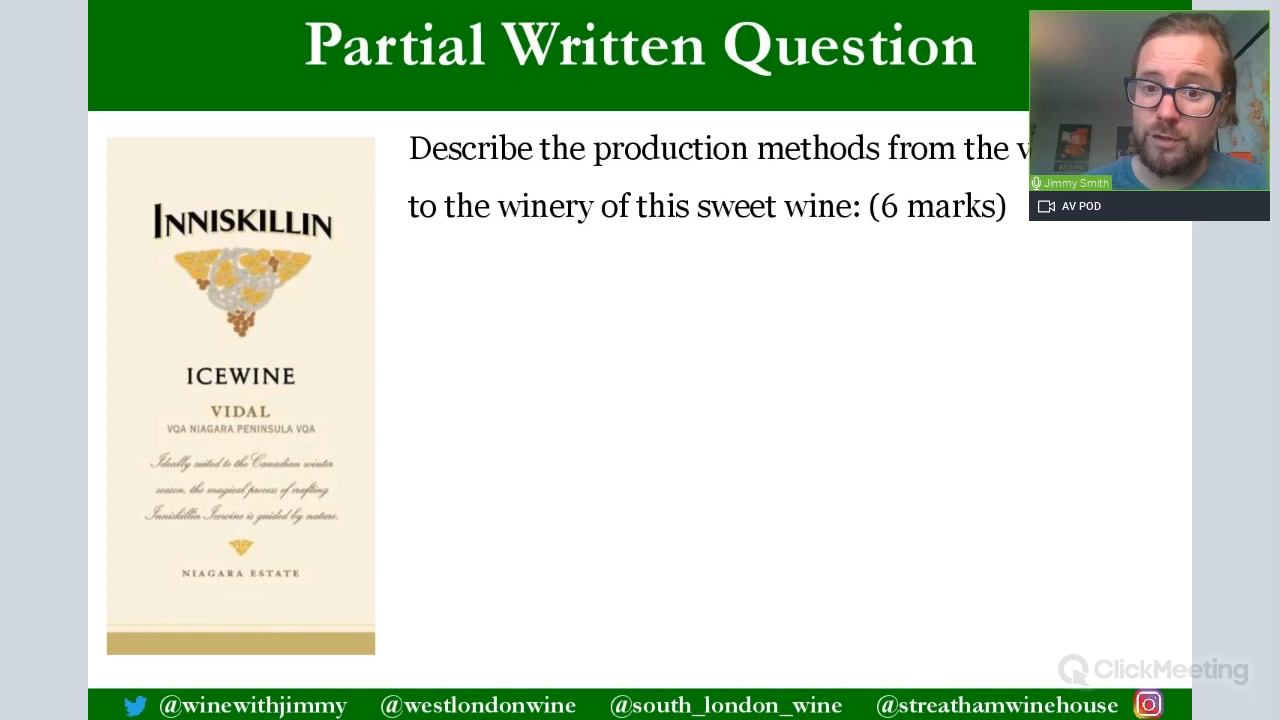 Partial Written Question
Describe the production methods from the
to the winery of this sweet wine: (6 marks)
INNISKILLIN
ICEWINE
VIDAL
VQA NIAGARA PENINSULA VQA
Ideally suited to the Canadian winter
season, the magical process of crafting
Inniskillin Icewine is guided by nature.
NIAGARA ESTATE
Jimmy Smith
AV POD
ClickMeeting
@winewithjimmy @westlondonwine @south_london_wine @streathamwinehouse